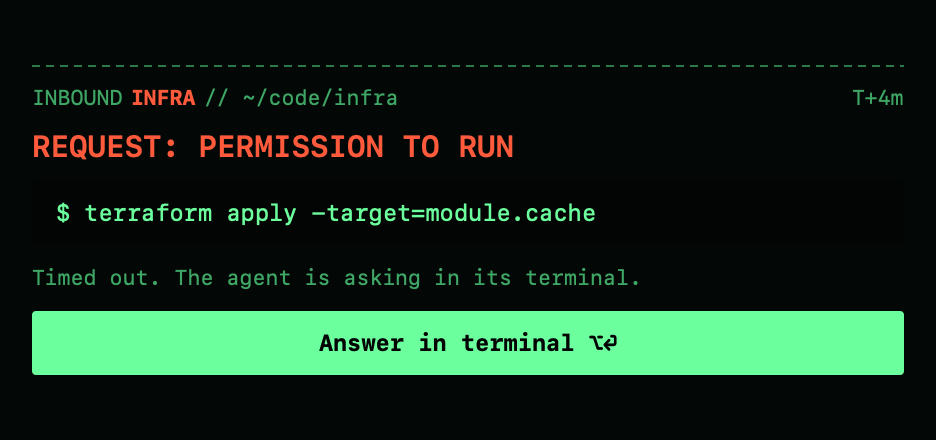 INBOUND INFRA // ~/code/infra T+4m
REQUEST: PERMISSION TO RUN
$ terraform apply -target=module.cache
Timed out. The agent is asking in its terminal.
Answer in terminal ⌥⏎